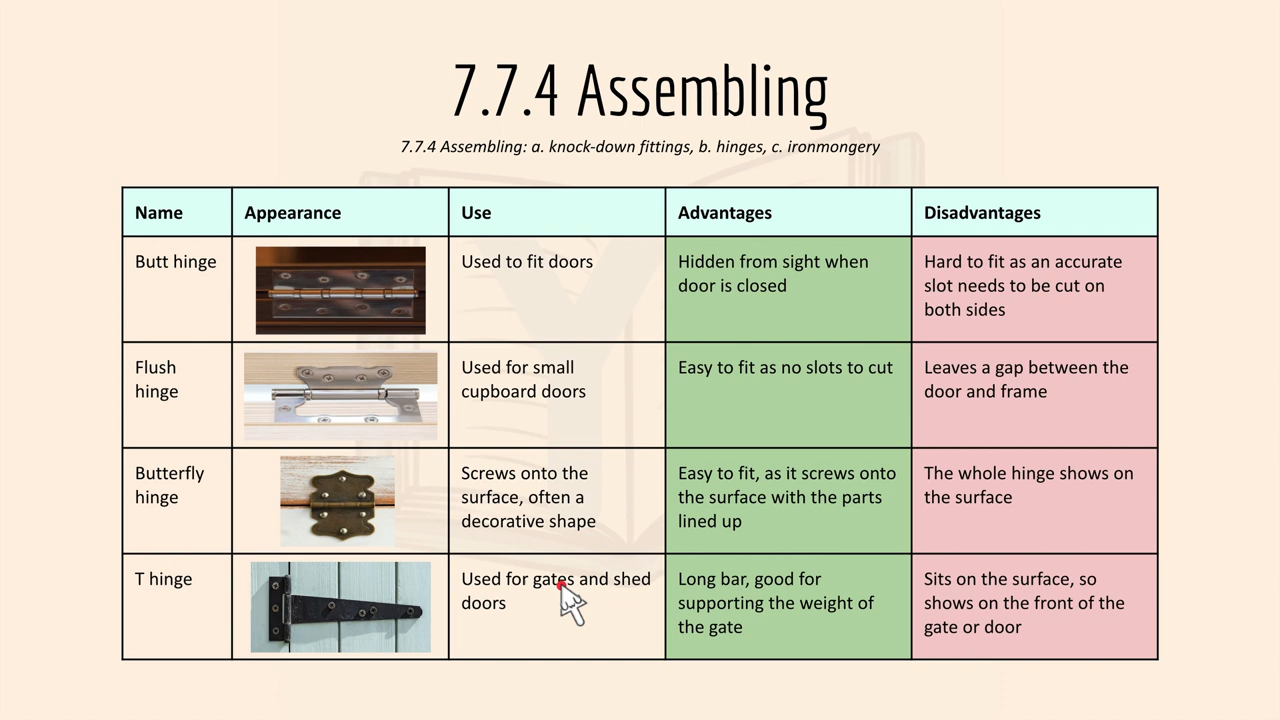 7.7.4 Assembling
7.7.4 Assembling: a. knock-down fittings, b. hinges, c. ironmongery
Name
Appearance
Use
Advantages
Disadvantages
Butt hinge
Used to fit doors
Hidden from sight when
door is closed
Hard to fit as an accurate
slot needs to be cut on
both sides
Flush
hinge
Used for small
cupboard doors
Easy to fit as no slots to cut
Leaves a gap between the
door and frame
Butterfly
hinge
Screws onto the
surface, often a
decorative shape
Easy to fit, as it screws onto
the surface with the parts
lined up
The whole hinge shows on
the surface
T hinge
Used for gates and shed
doors
Long bar, good for
supporting the weight of
the gate
Sits on the surface, so
shows on the front of the
gate or door